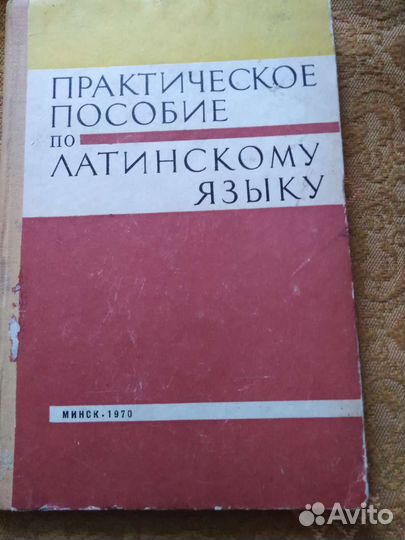 ПРАКТИЧЕСКОЕ
ПОСОБИЕ
ПО
ЛАТИНСКОМУ
ЯЗЫКУ
МИНСК · 1970
Avito